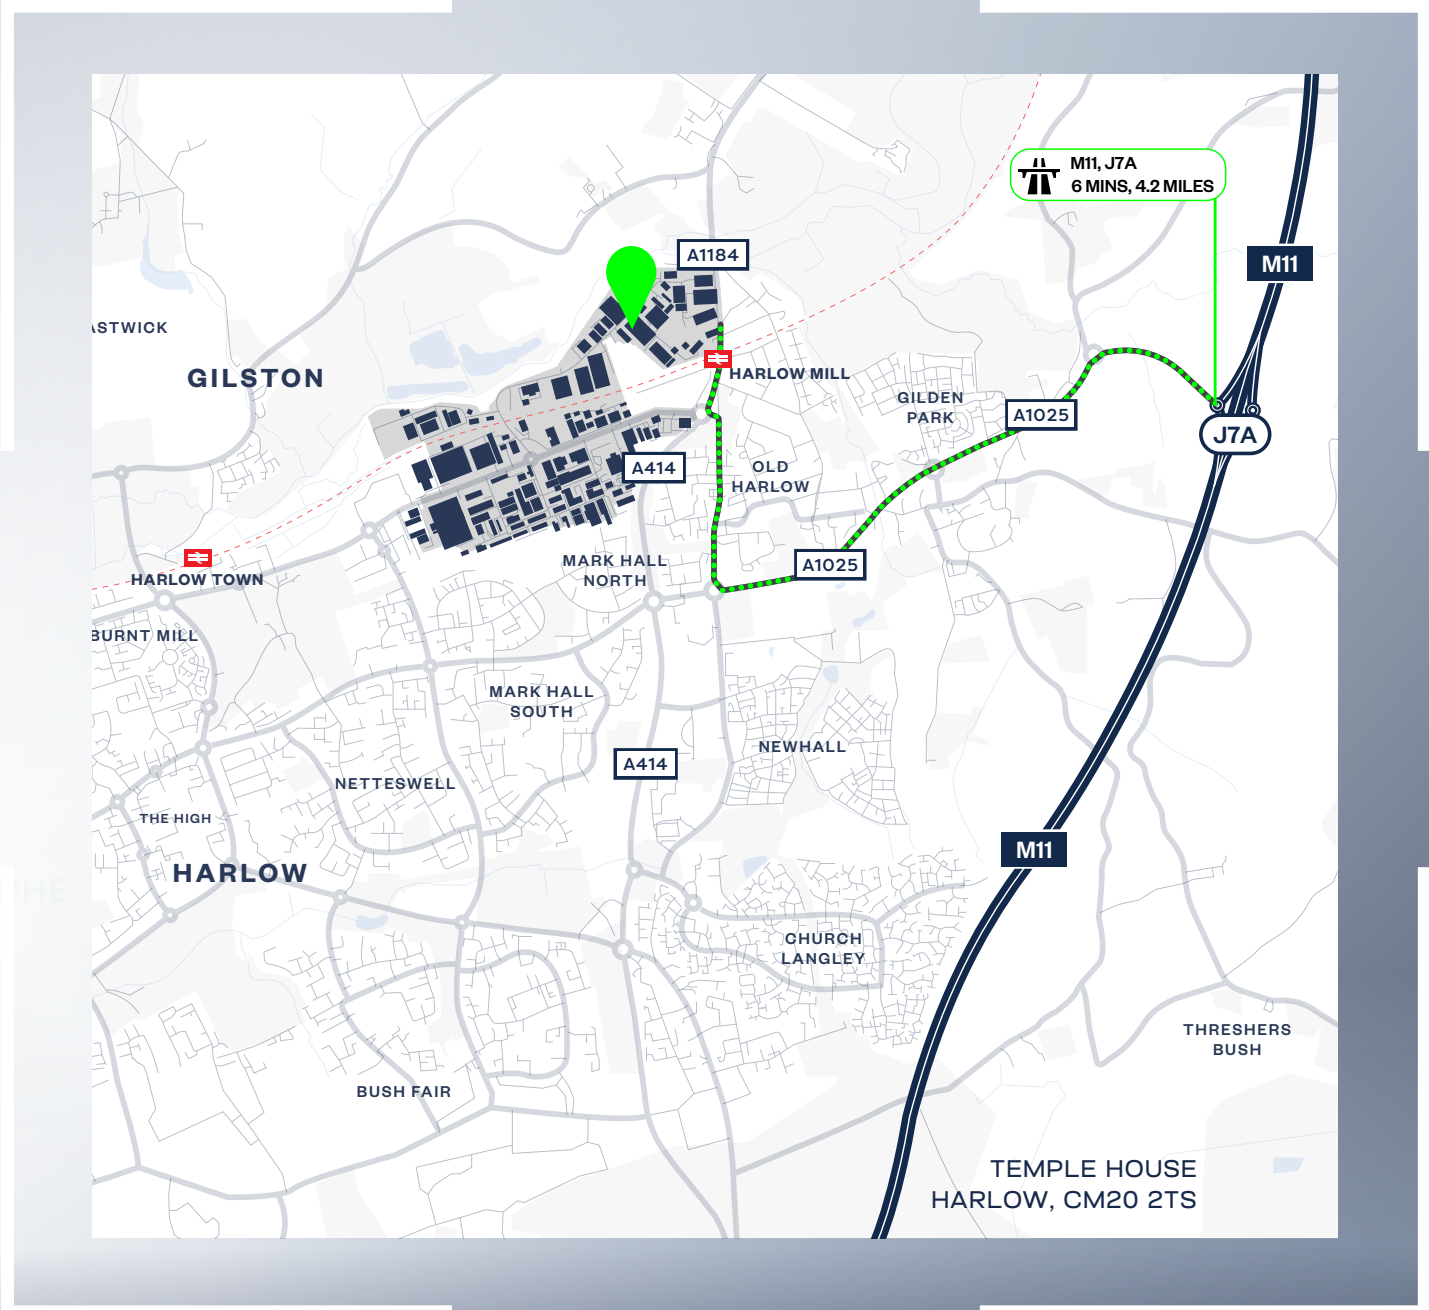 M11, J7A
6 MINS, 4.2 MILES
A1184
M11
ASTWICK
GILSTON
HARLOW MILL
GILDEN
PARK
A1025
J7A
A414
OLD
HARLOW
HARLOW TOWN
MARK HALL
NORTH
A1025
BURNT MILL
MARK HALL
SOUTH
NEWHALL
A414
NETTESWELL
THE HIGH
M11
HARLOW
CHURCH
LANGLEY
THRESHERS
BUSH
BUSH FAIR
TEMPLE HOUSE
HARLOW, CM20 2TS